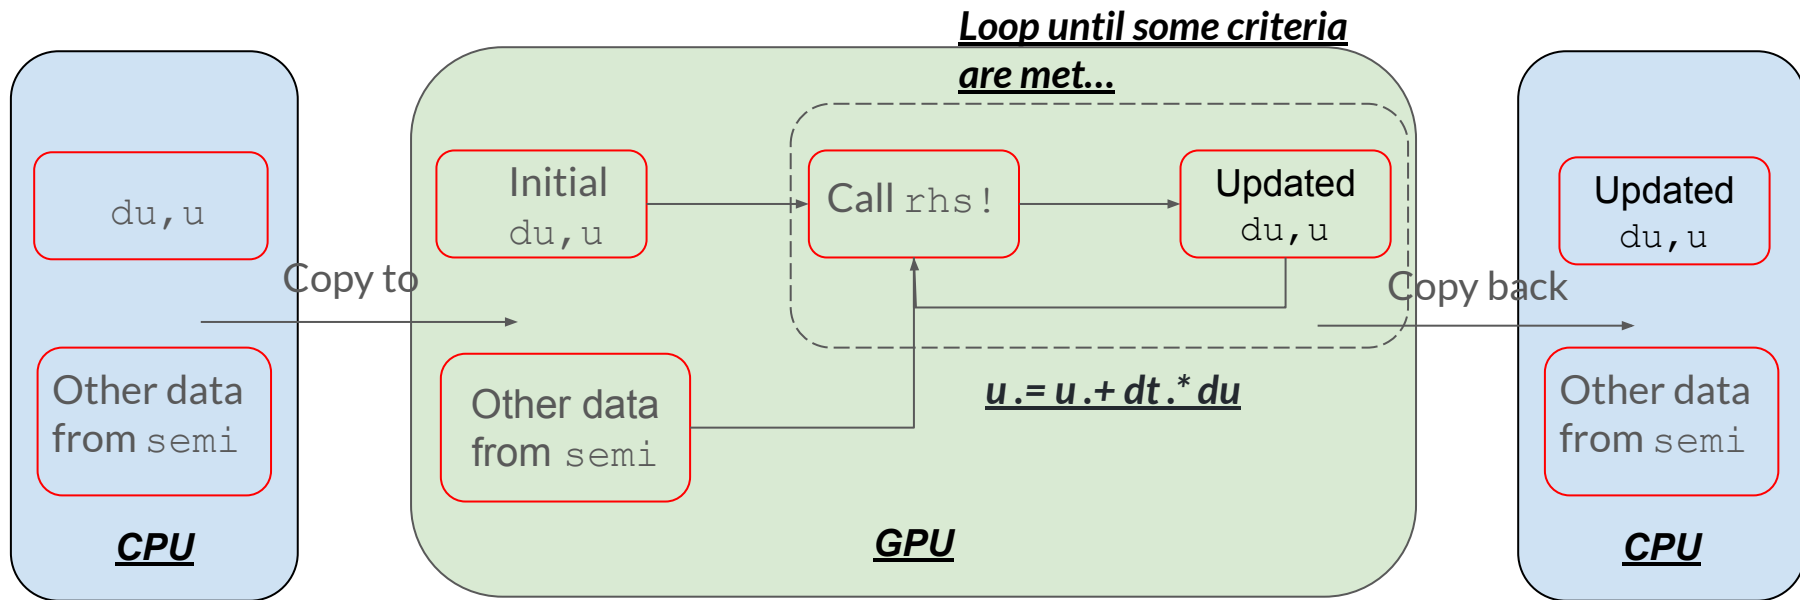 Loop until some criteria
are met...
du,u
Copy to
Other data
from semi
CPU
Initial
du,u
Call rhs!
Updated
du,u
Other data
from semi
u .= u .+ dt .* du
GPU
Copy back
Updated
du,u
Other data
from semi
CPU